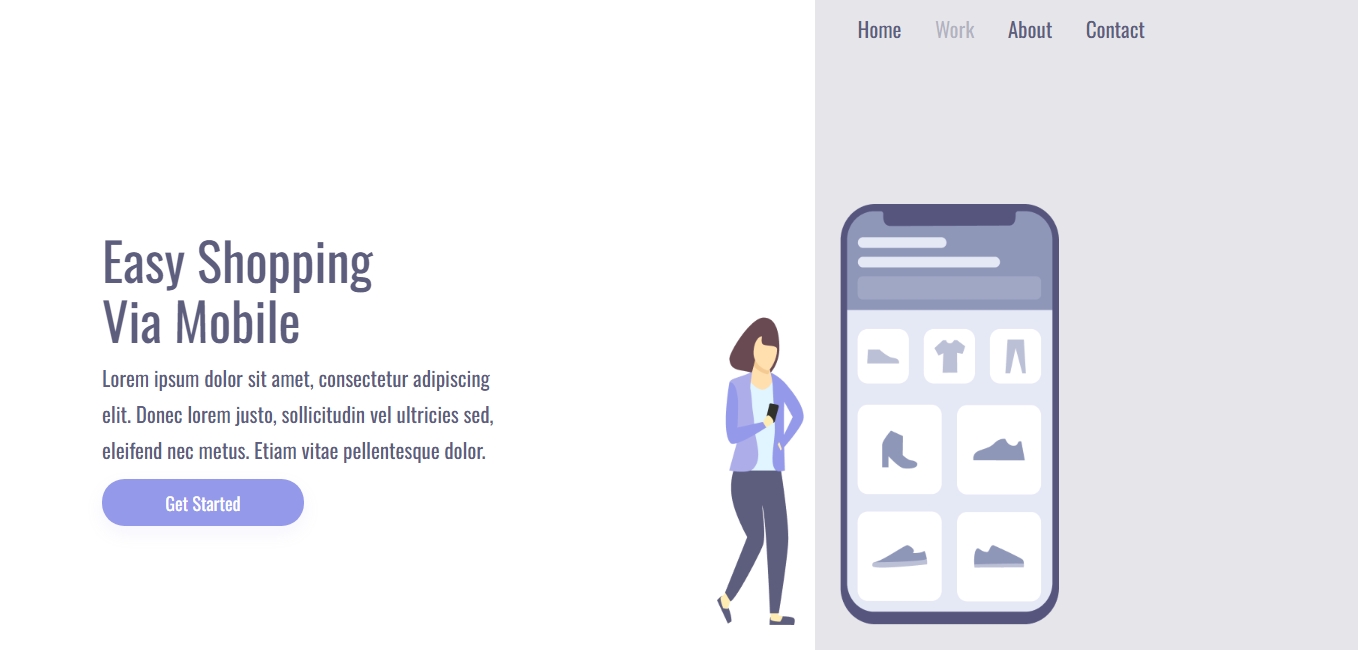 Home Work About Contact
Easy Shopping
Via Mobile
Lorem ipsum dolor sit amet, consectetur adipiscing
elit. Donec lorem justo, sollicitudin vel ultricies sed,
eleifend nec metus. Etiam vitae pellentesque dolor.
Get Started